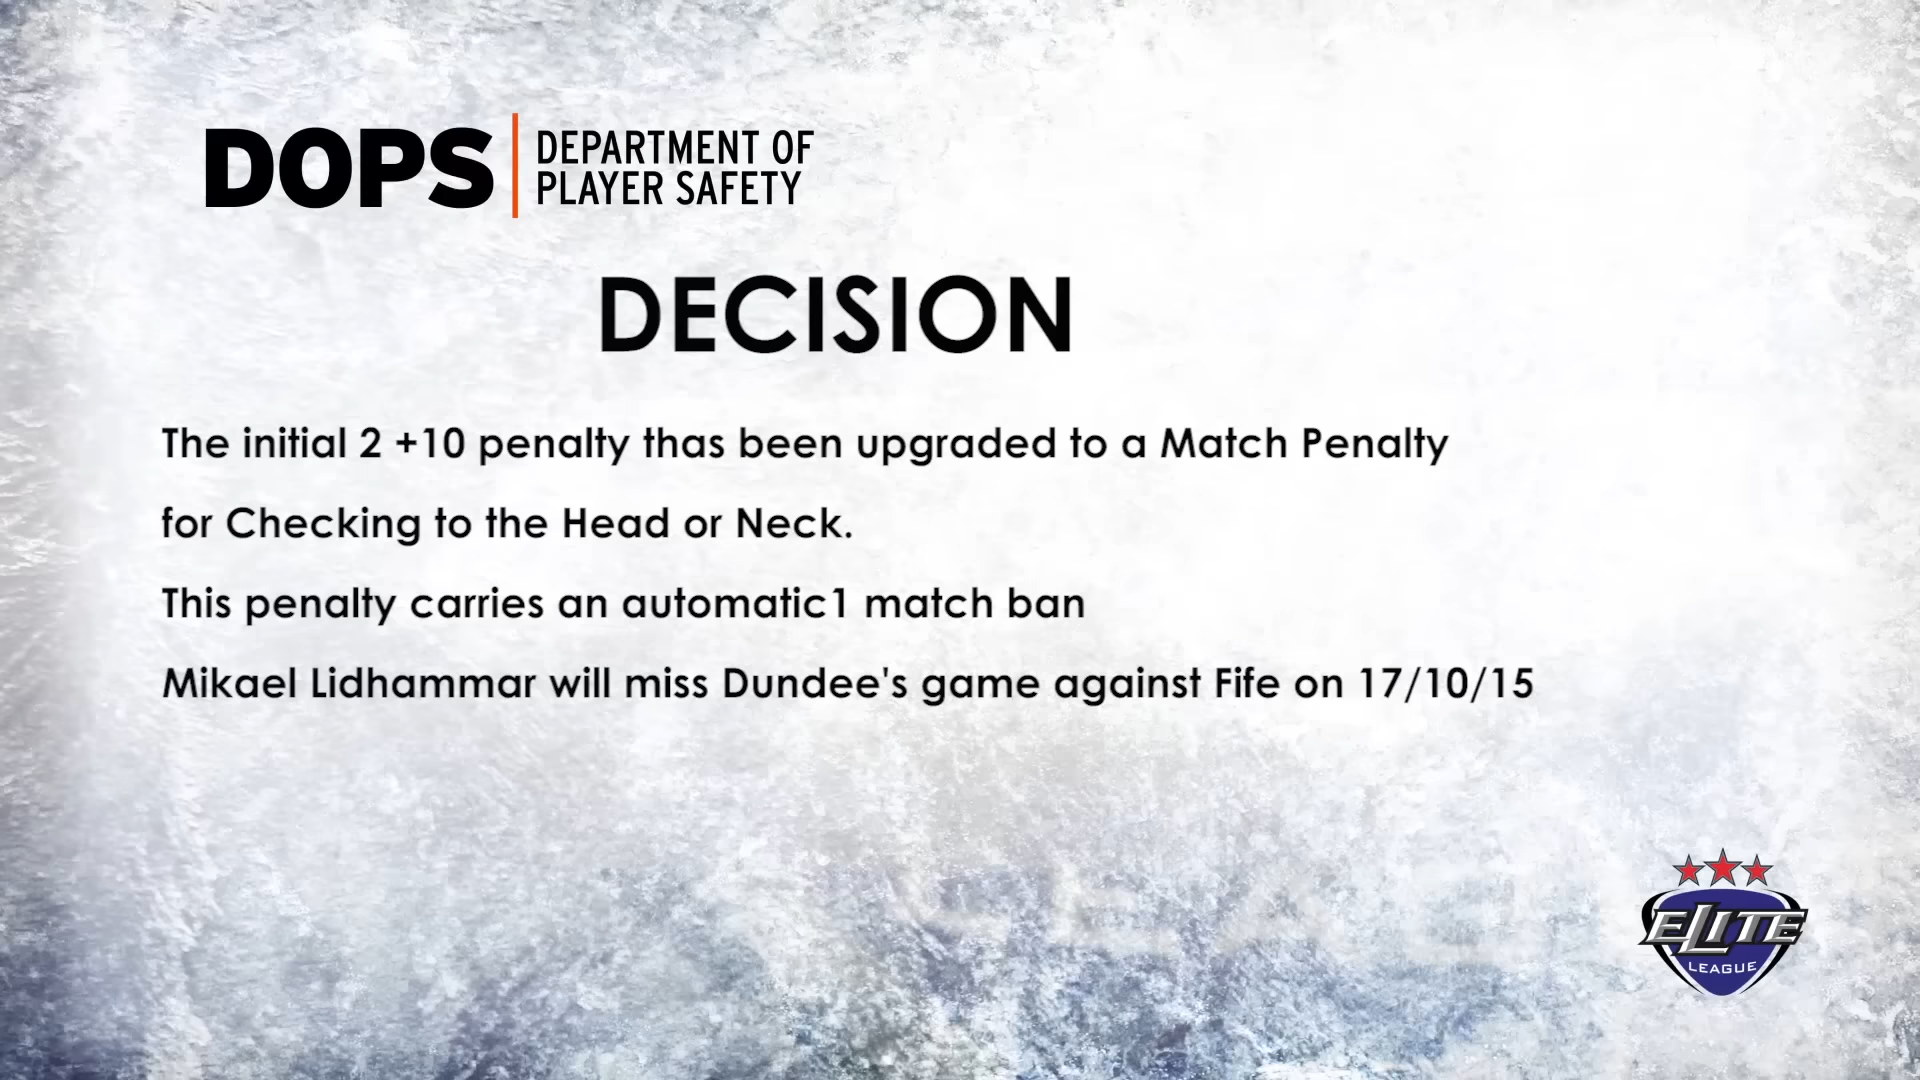 DOPS
DEPARTMENT OF
PLAYER SAFETY
DECISION
The initial 2 +10 penalty thas been upgraded to a Match Penalty
for Checking to the Head or Neck.
This penalty carries an automatic1 match ban
Mikael Lidhammar will miss Dundee's game against Fife on 17/10/15
ELITE
LEAGUE